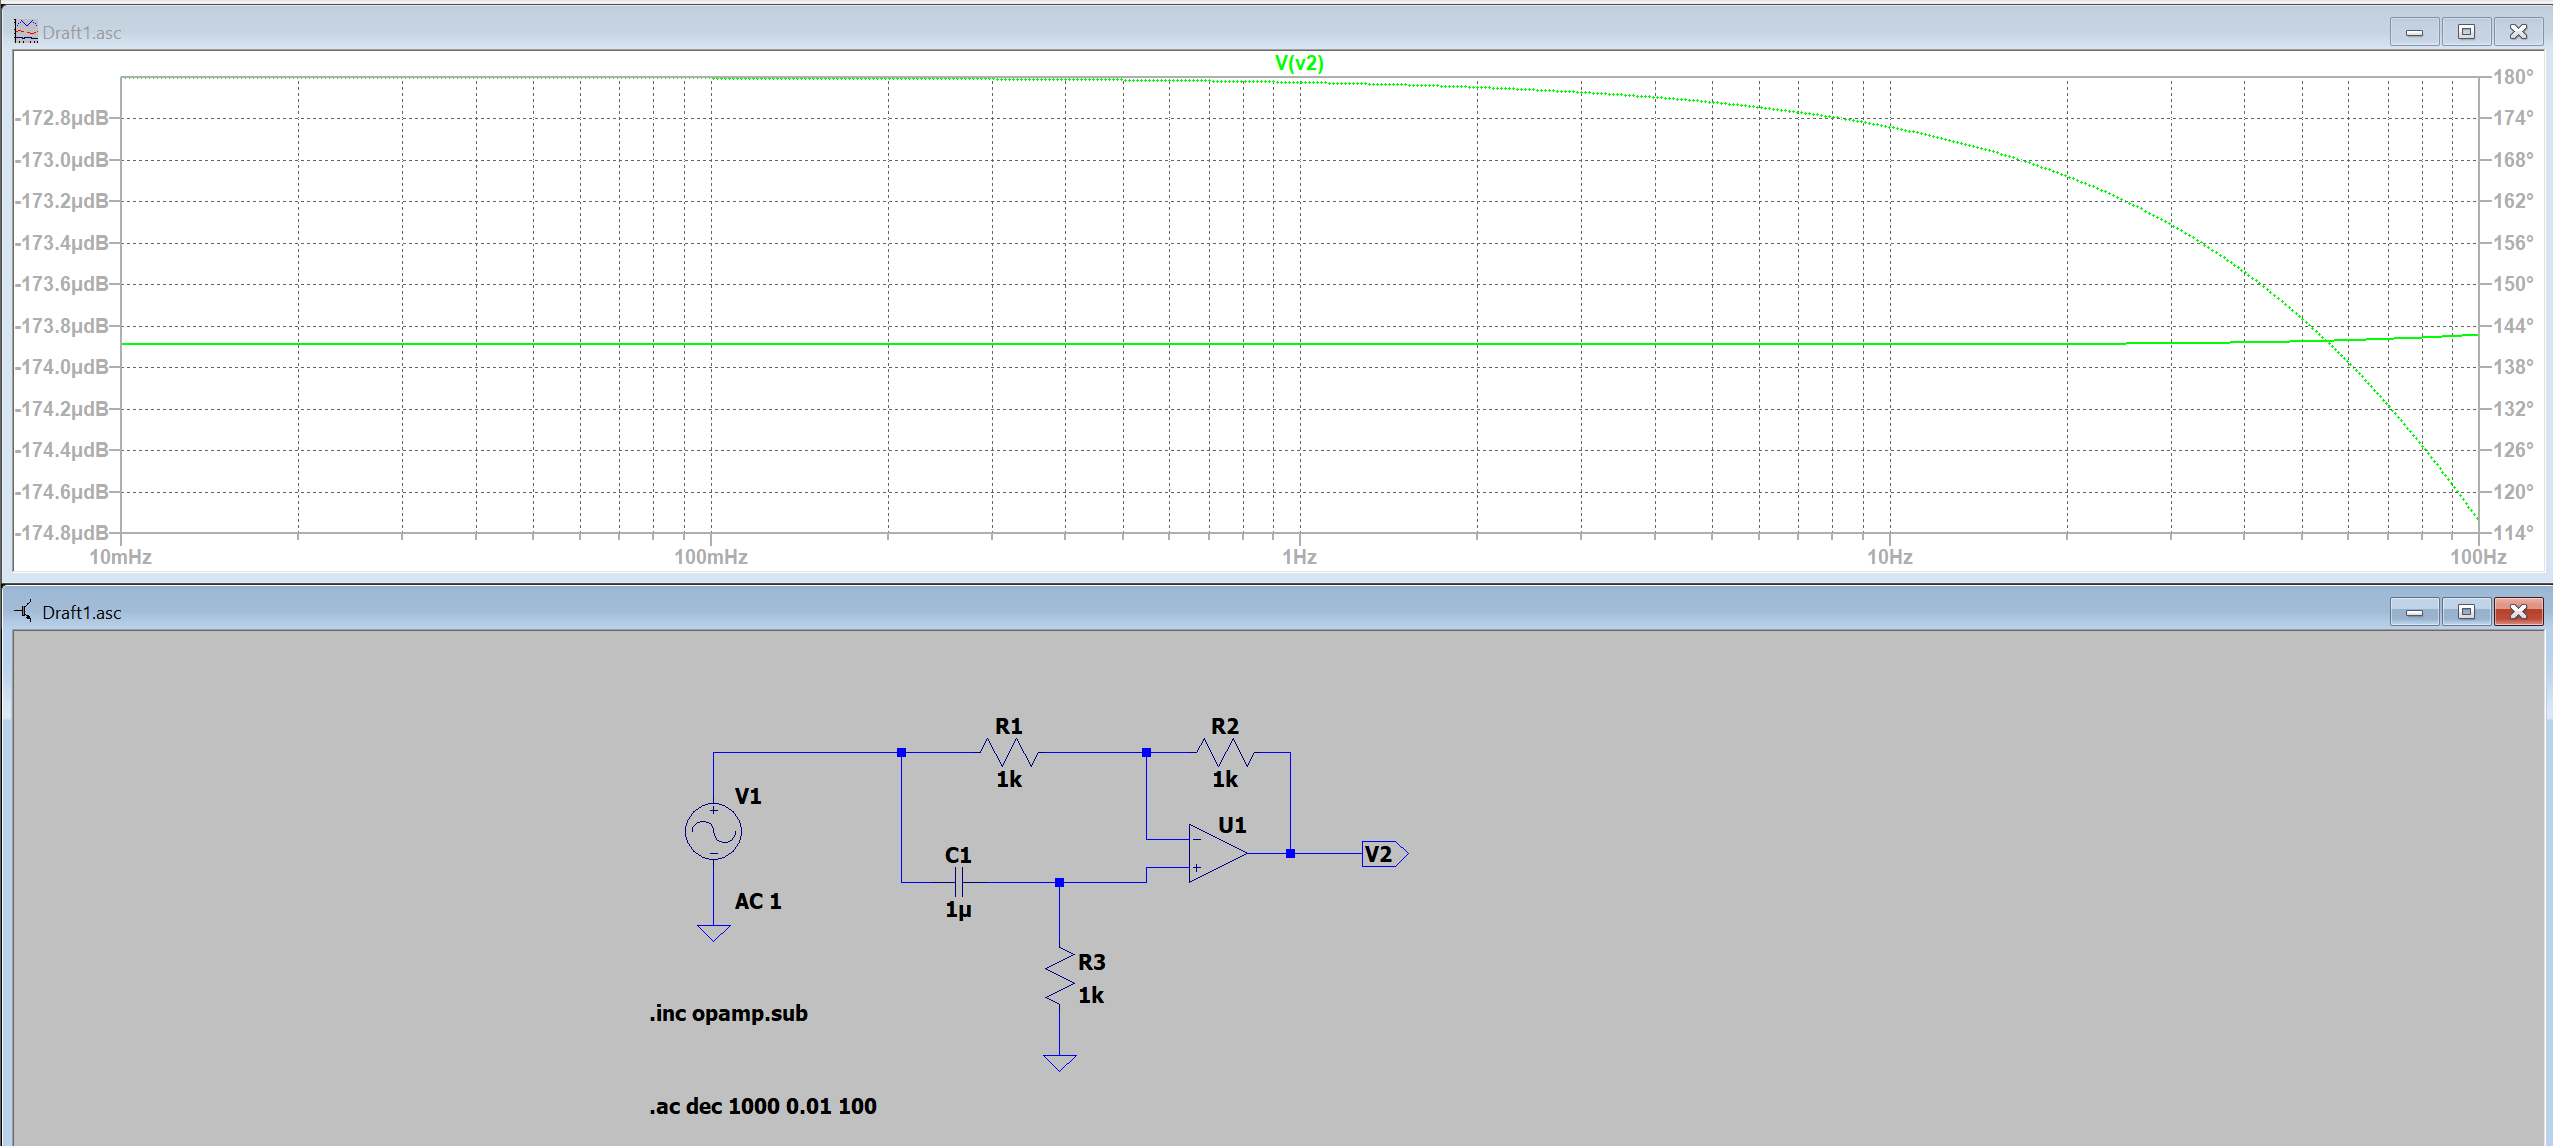 Draft1.asc
V(v2)
-172.8µdB
-173.0µdB
-173.2µdB
-173.4µdB
-173.6µdB
-173.8µdB
-174.0µdB
-174.2µdB
-174.4µdB
-174.6µdB
-174.8µdB
180°
174°
168°
162°
156°
150°
144°
138°
132°
126°
120°
114°
10mHz 100mHz 1Hz 10Hz 100Hz
Draft1.asc
R1 R2
1k 1k
V1
U1
C1
V2
AC 1
1µ
R3
1k
.inc opamp.sub
.ac dec 1000 0.01 100